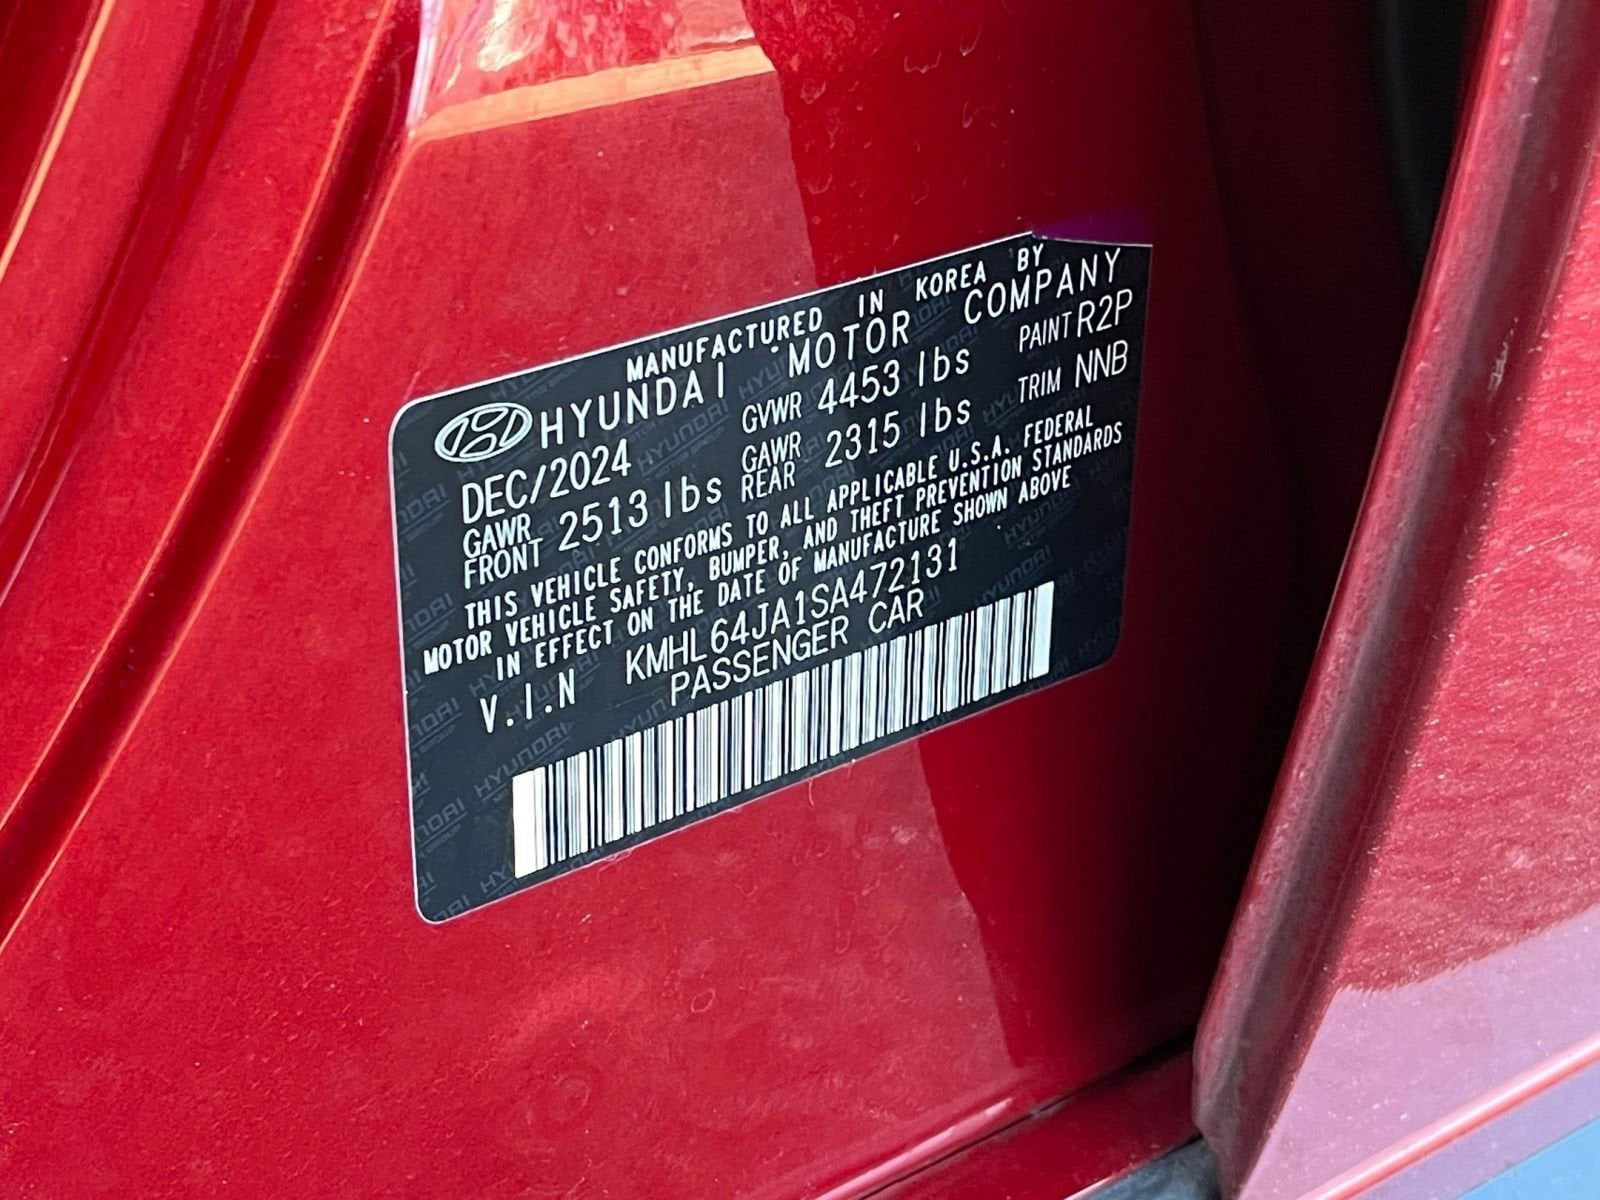 MANUFACTURED IN KOREA BY
HYUNDAI MOTOR COMPANY
DEC/2024 GVWR 4453 lbs PAINT R2P
GAWR FRONT 2513 lbs GAWR REAR 2315 lbs TRIM NNB
THIS VEHICLE CONFORMS TO ALL APPLICABLE U.S.A. FEDERAL
MOTOR VEHICLE SAFETY, BUMPER, AND THEFT PREVENTION STANDARDS
IN EFFECT ON THE DATE OF MANUFACTURE SHOWN ABOVE
V.I.N KMHL64JA1SA472131
PASSENGER CAR